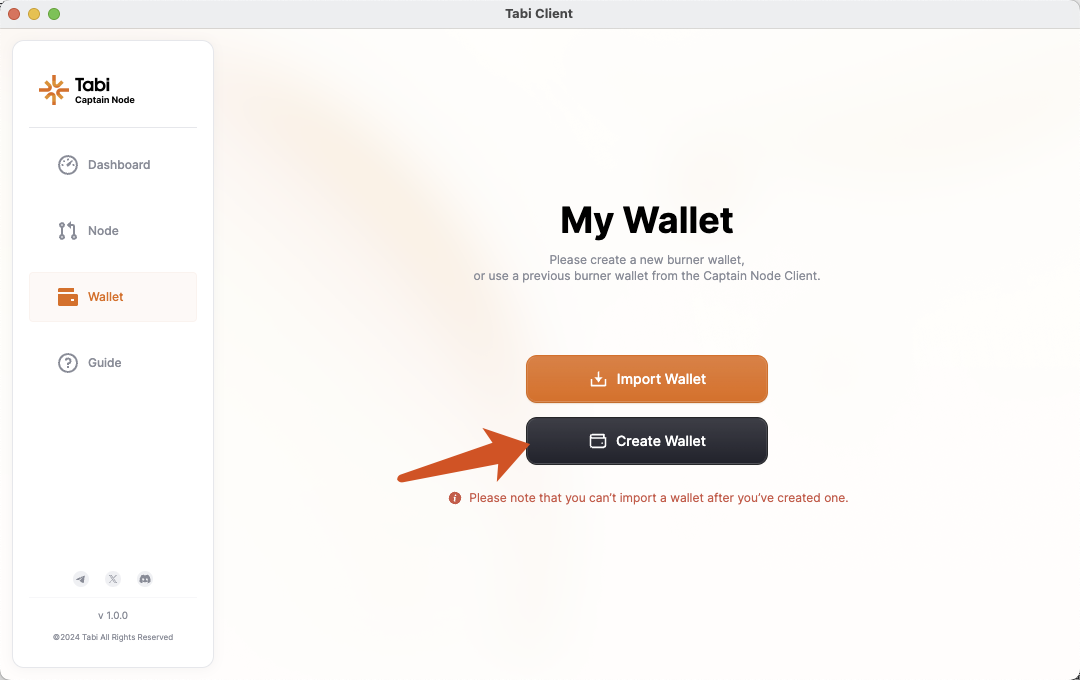 Tabi Client
Tabi
Captain Node
Dashboard
Node
Wallet
Guide
v 1.0.0
©2024 Tabi All Rights Reserved
My Wallet
Please create a new burner wallet,
or use a previous burner wallet from the Captain Node Client.
Import Wallet
Create Wallet
Please note that you can’t import a wallet after you’ve created one.